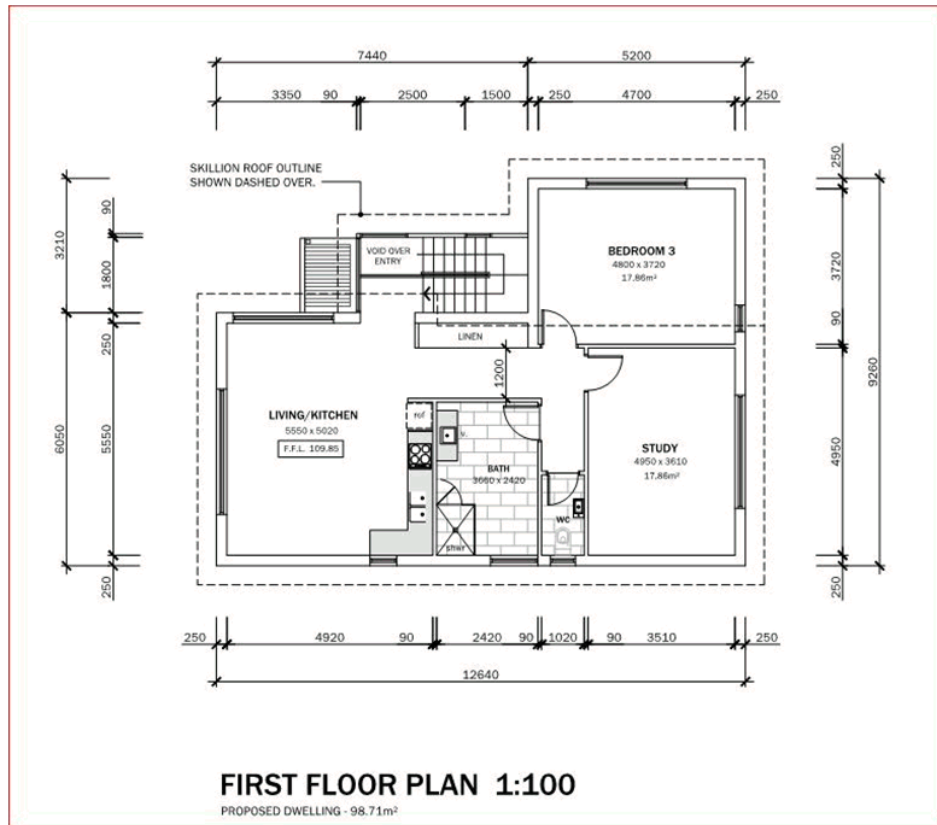 7440 5200
3350 90 2500 1500 250 4700 250
SKILLION ROOF OUTLINE
SHOWN DASHED OVER.
250
90
3210
1800
VOID OVER
ENTRY
BEDROOM 3
4800 x 3720
17.86m²
3720
90
LINEN
250
1200
9260
LIVING/KITCHEN
5550 x 5020
F.F.L. 109.85
ref
6050
5550
BATH
3660 x 2420
STUDY
4950 x 3610
17.86m²
4950
WC
shwr
250
250
250 4920 90 2420 90 1020 90 3510 250
12640
FIRST FLOOR PLAN 1:100
PROPOSED DWELLING - 98.71m²